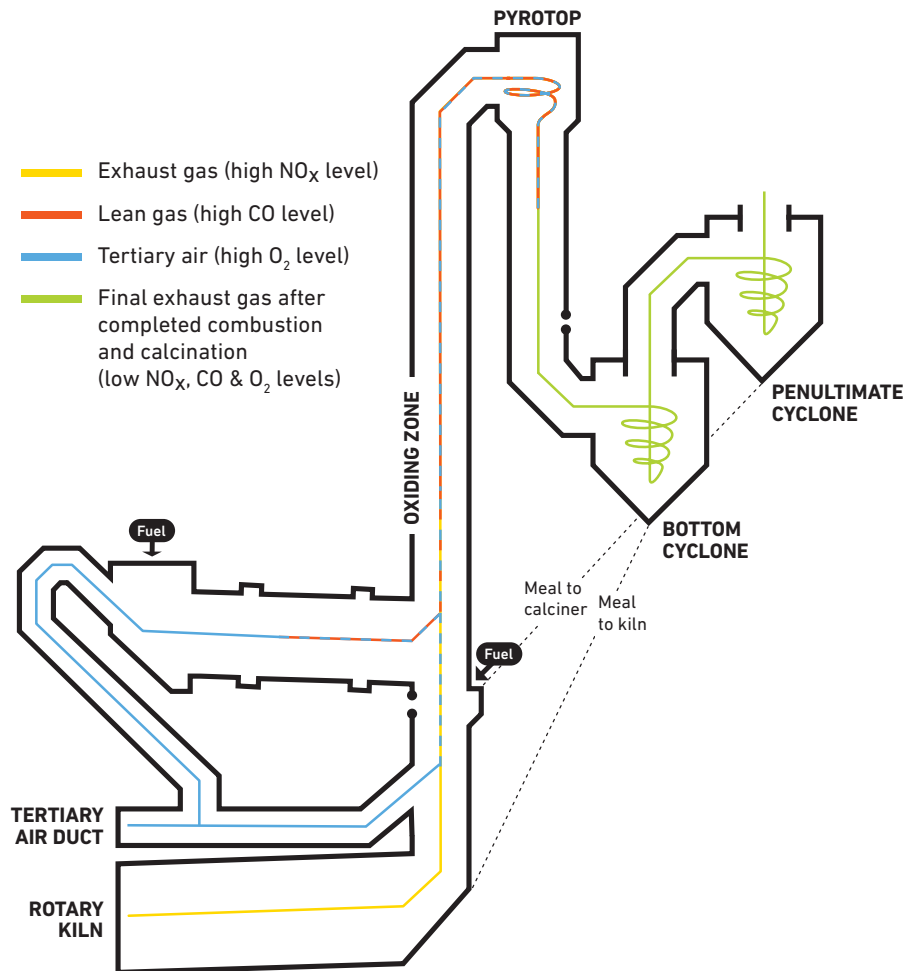 PYROTOP
Exhaust gas (high NOX level)
Lean gas (high CO level)
Tertiary air (high O2 level)
Final exhaust gas after
completed combustion
and calcination
(low NOX, CO & O2 levels)
OXIDING ZONE
PENULTIMATE
CYCLONE
Fuel
BOTTOM
CYCLONE
Meal to
calciner
Meal
to kiln
Fuel
TERTIARY
AIR DUCT
ROTARY
KILN